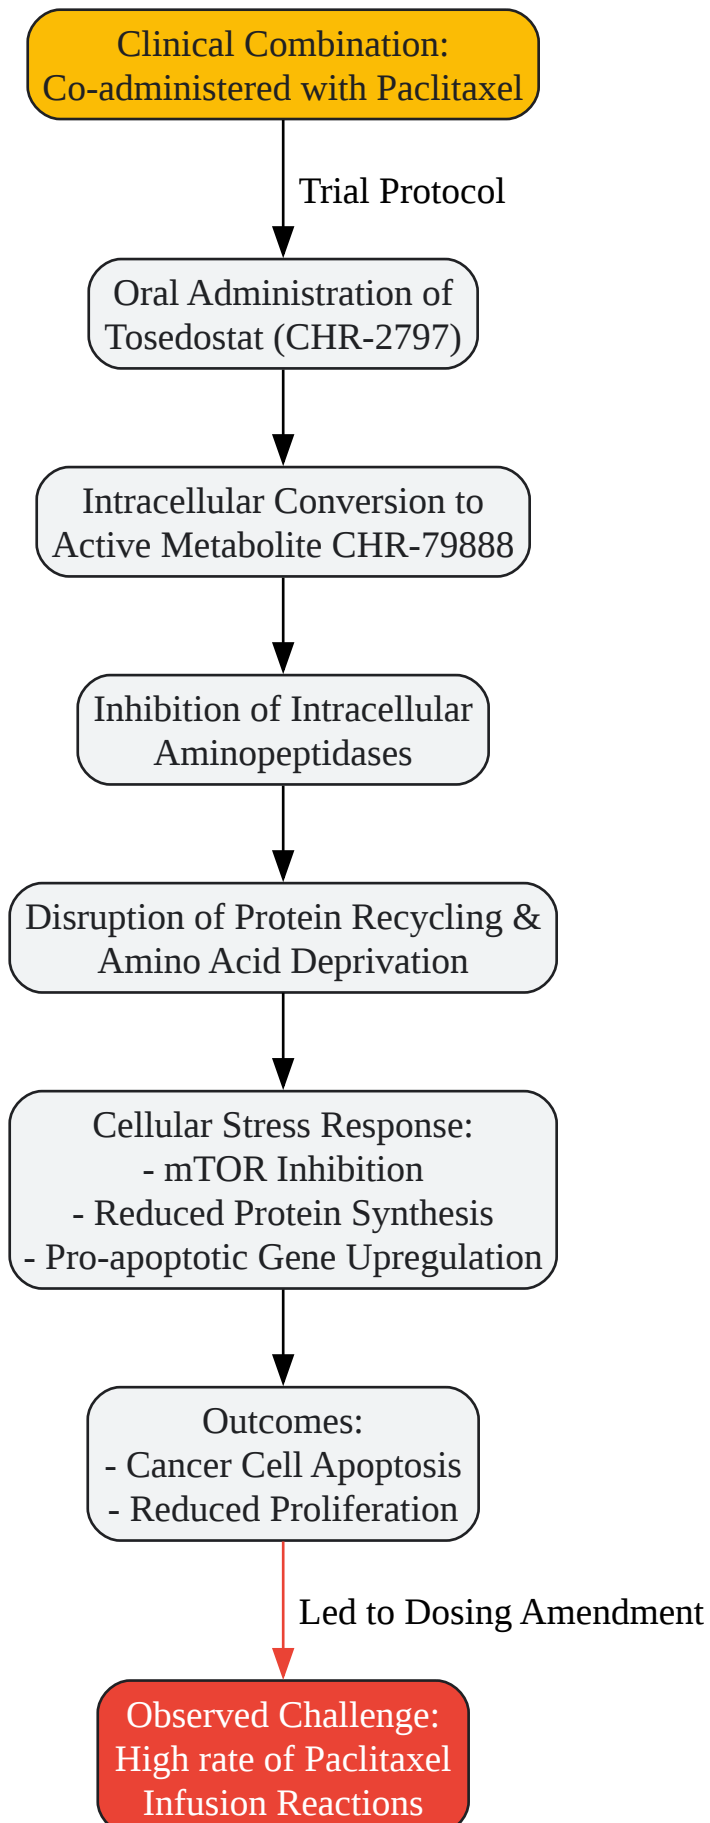 Clinical Combination:
Co-administered with Paclitaxel
Trial Protocol
Oral Administration of
Tosedostat (CHR-2797)
Intracellular Conversion to
Active Metabolite CHR-79888
Inhibition of Intracellular
Aminopeptidases
Disruption of Protein Recycling &
Amino Acid Deprivation
Cellular Stress Response:
- mTOR Inhibition
- Reduced Protein Synthesis
- Pro-apoptotic Gene Upregulation
Outcomes:
- Cancer Cell Apoptosis
- Reduced Proliferation
Led to Dosing Amendment
Observed Challenge:
High rate of Paclitaxel
Infusion Reactions